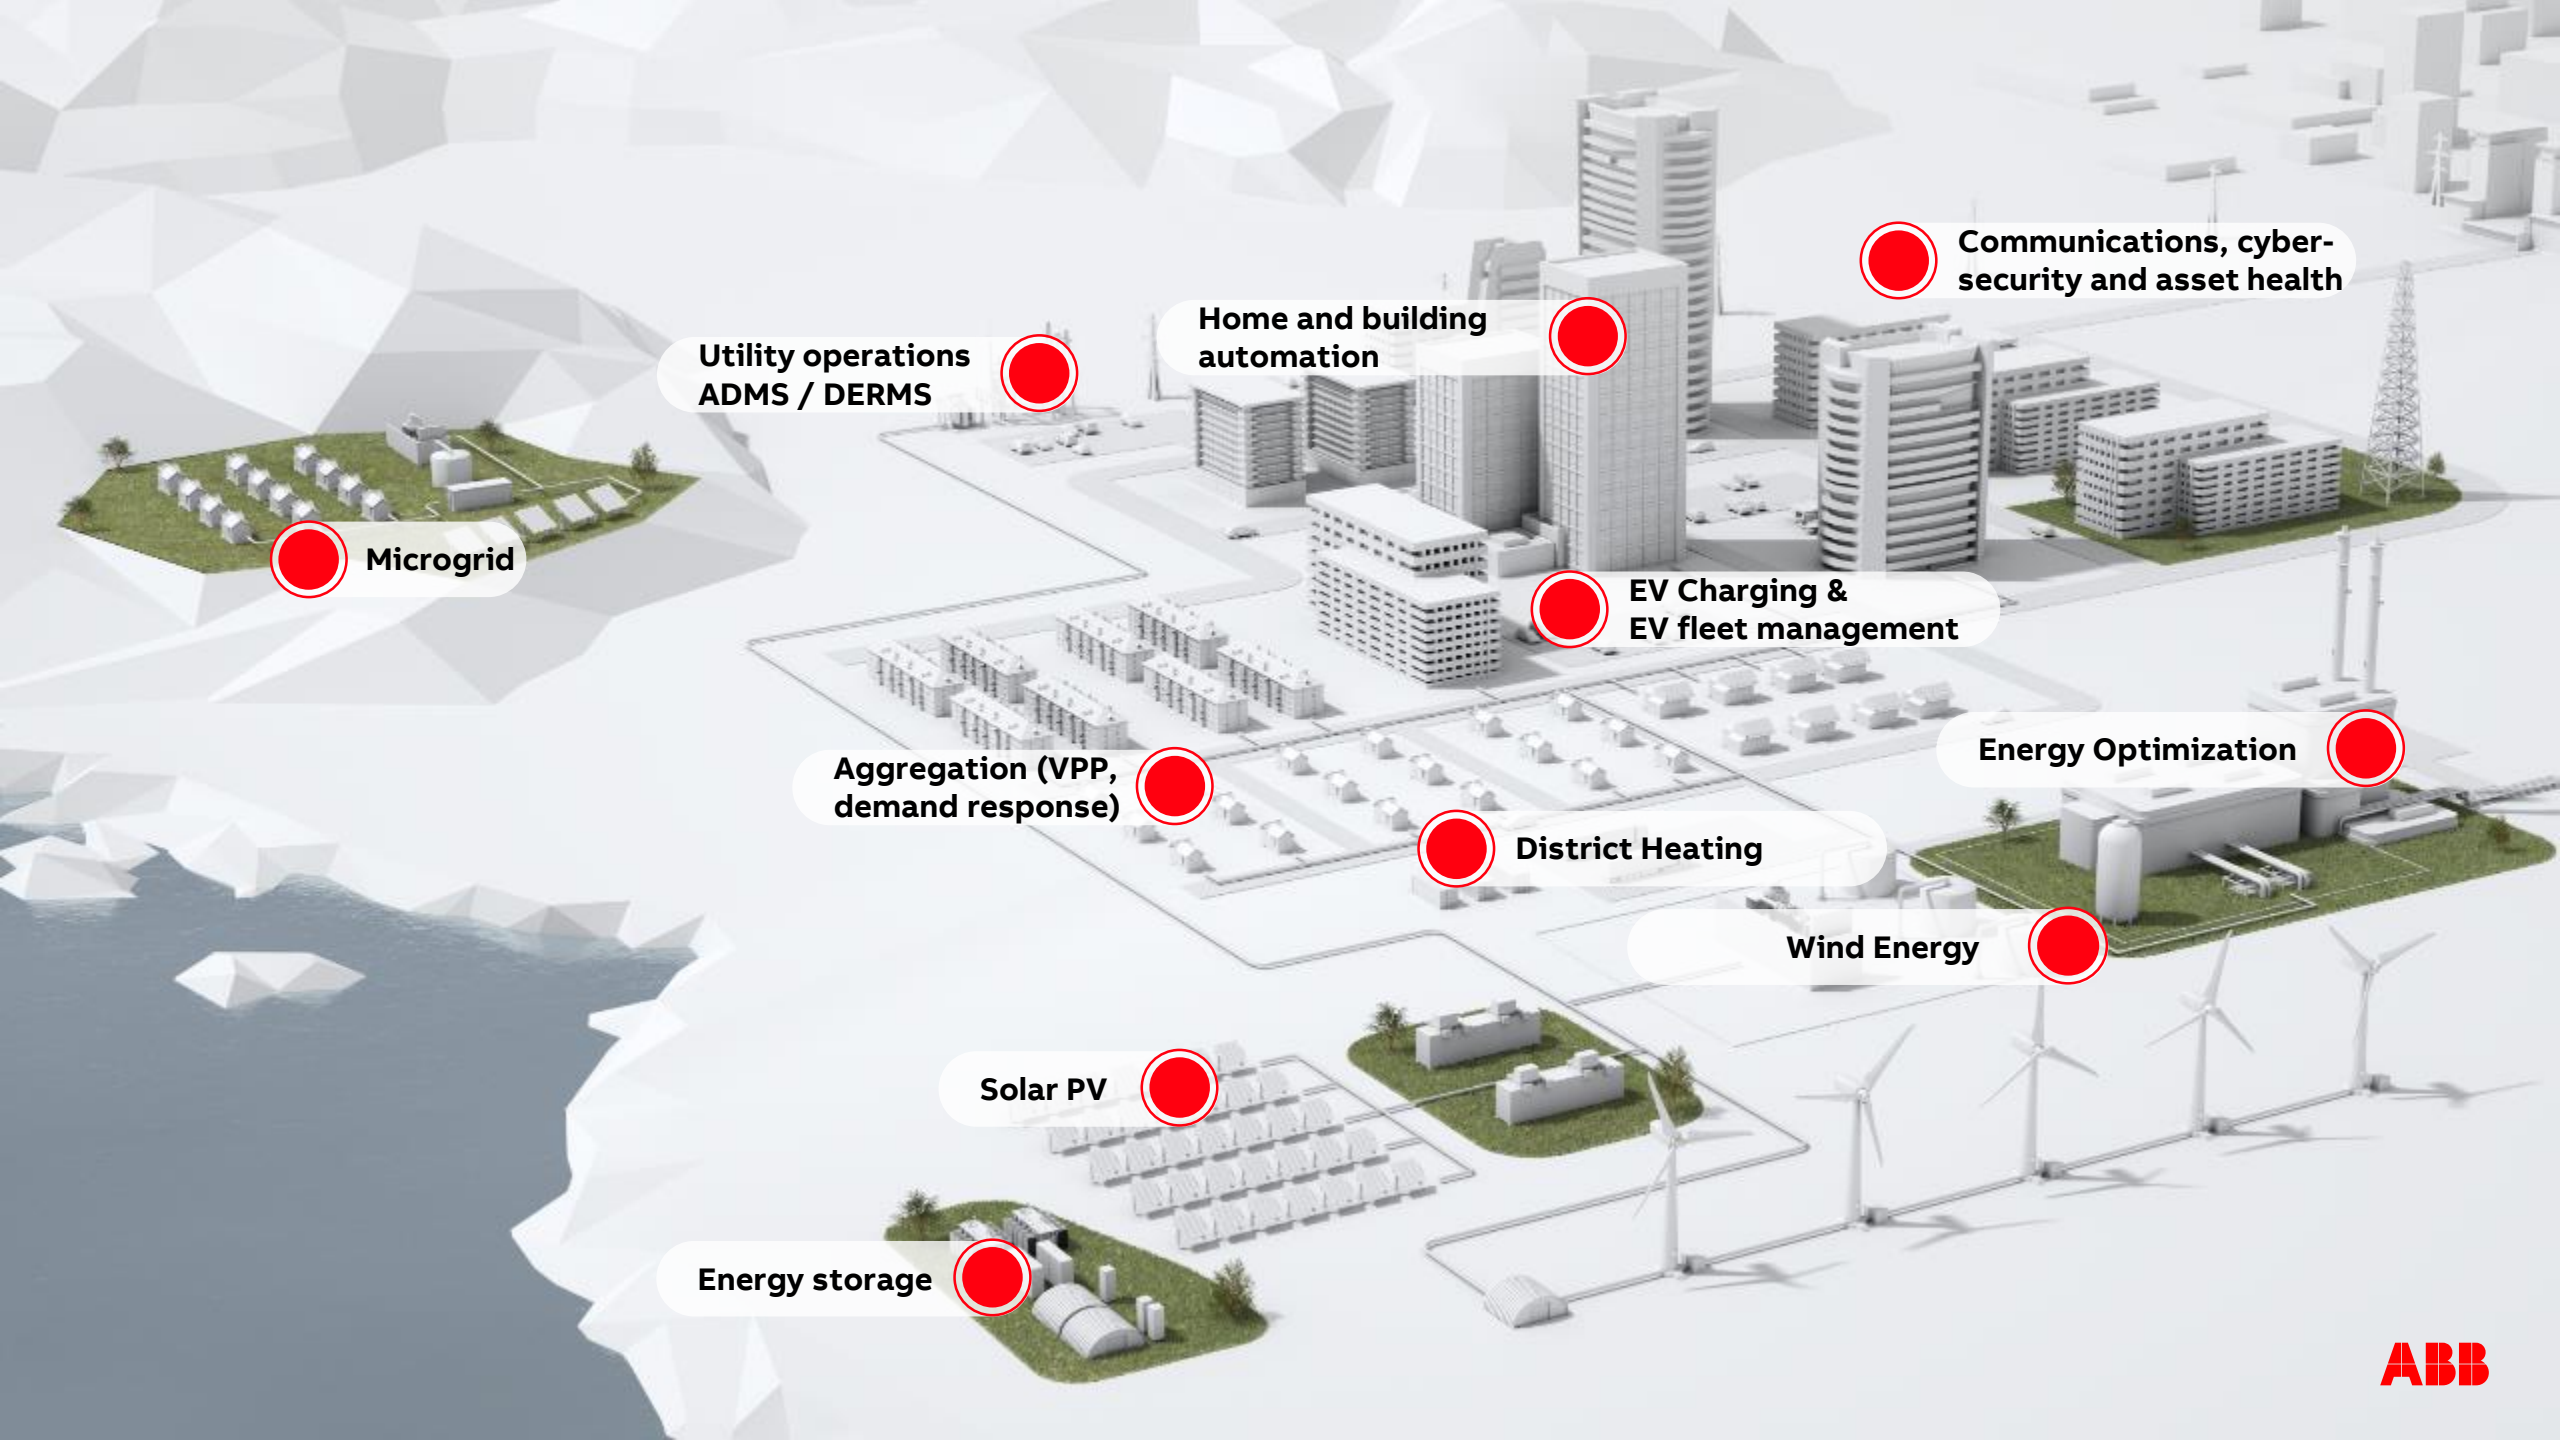 Communications, cyber-
security and asset health
Home and building
automation
Utility operations
ADMS / DERMS
Microgrid
EV Charging &
EV fleet management
Energy Optimization
Aggregation (VPP,
demand response)
District Heating
Wind Energy
Solar PV
Energy storage
ABB